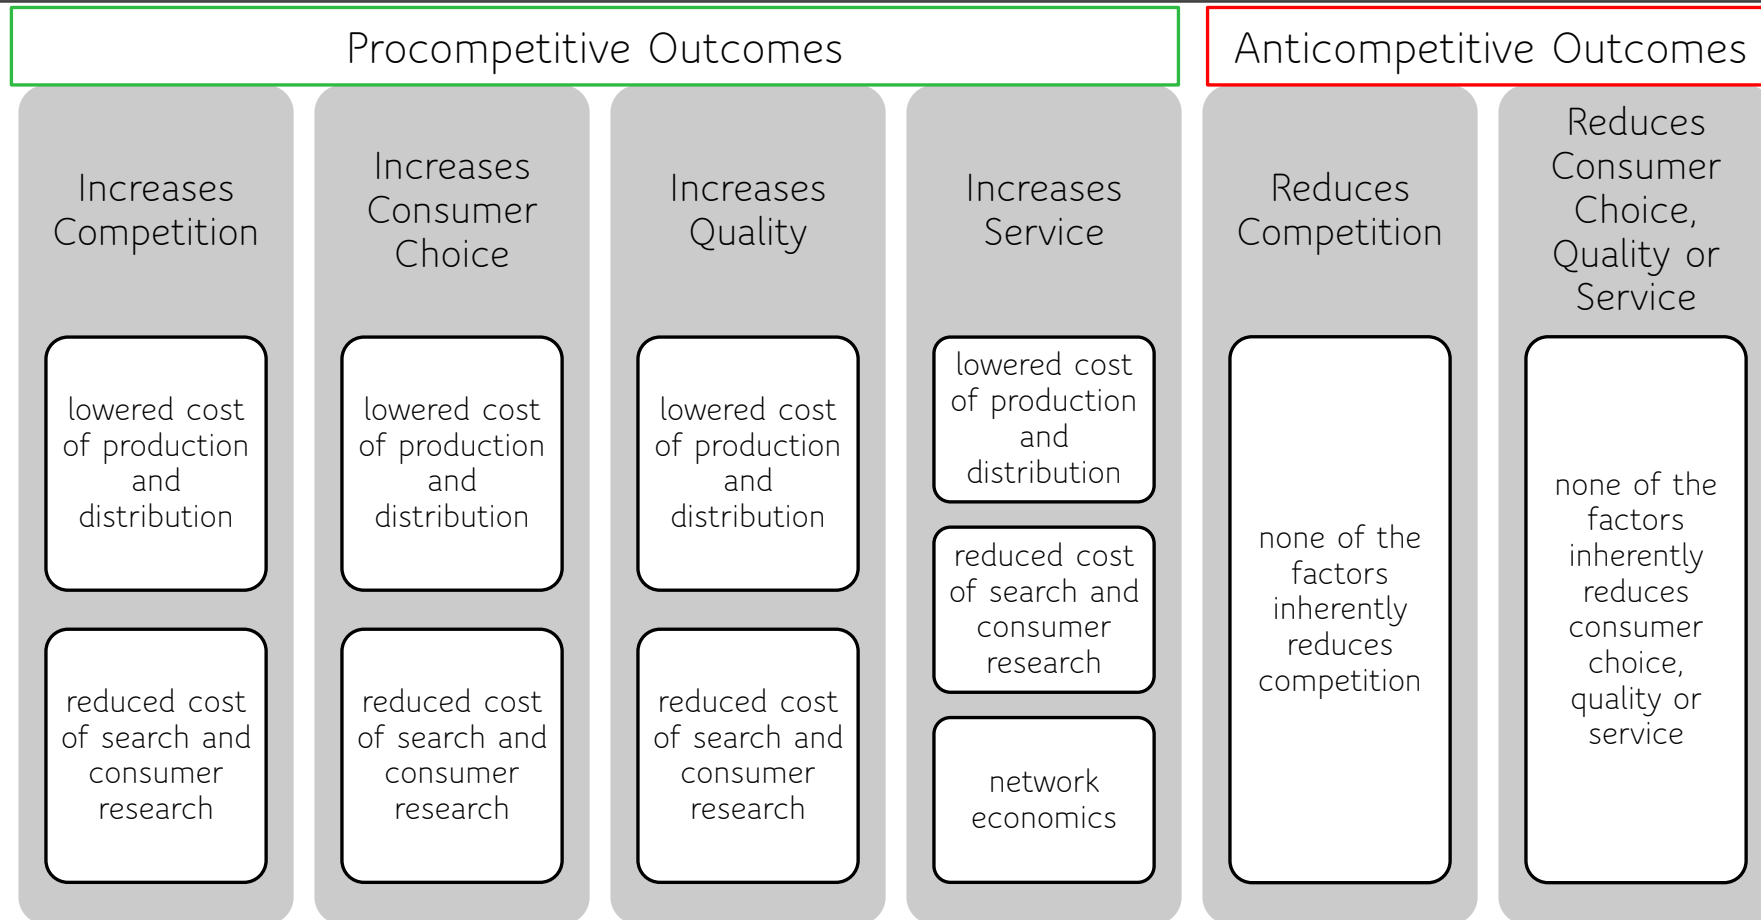 Procompetitive Outcomes
Anticompetitive Outcomes
Increases
Competition
lowered cost
of production
and
distribution
reduced cost
of search and
consumer
research
Increases
Consumer
Choice
lowered cost
of production
and
distribution
reduced cost
of search and
consumer
research
Increases
Quality
lowered cost
of production
and
distribution
reduced cost
of search and
consumer
research
Increases
Service
lowered cost
of production
and
distribution
reduced cost
of search and
consumer
research
network
economics
Reduces
Competition
none of the
factors
inherently
reduces
competition
Reduces
Consumer
Choice,
Quality or
Service
none of the
factors
inherently
reduces
consumer
choice,
quality or
service